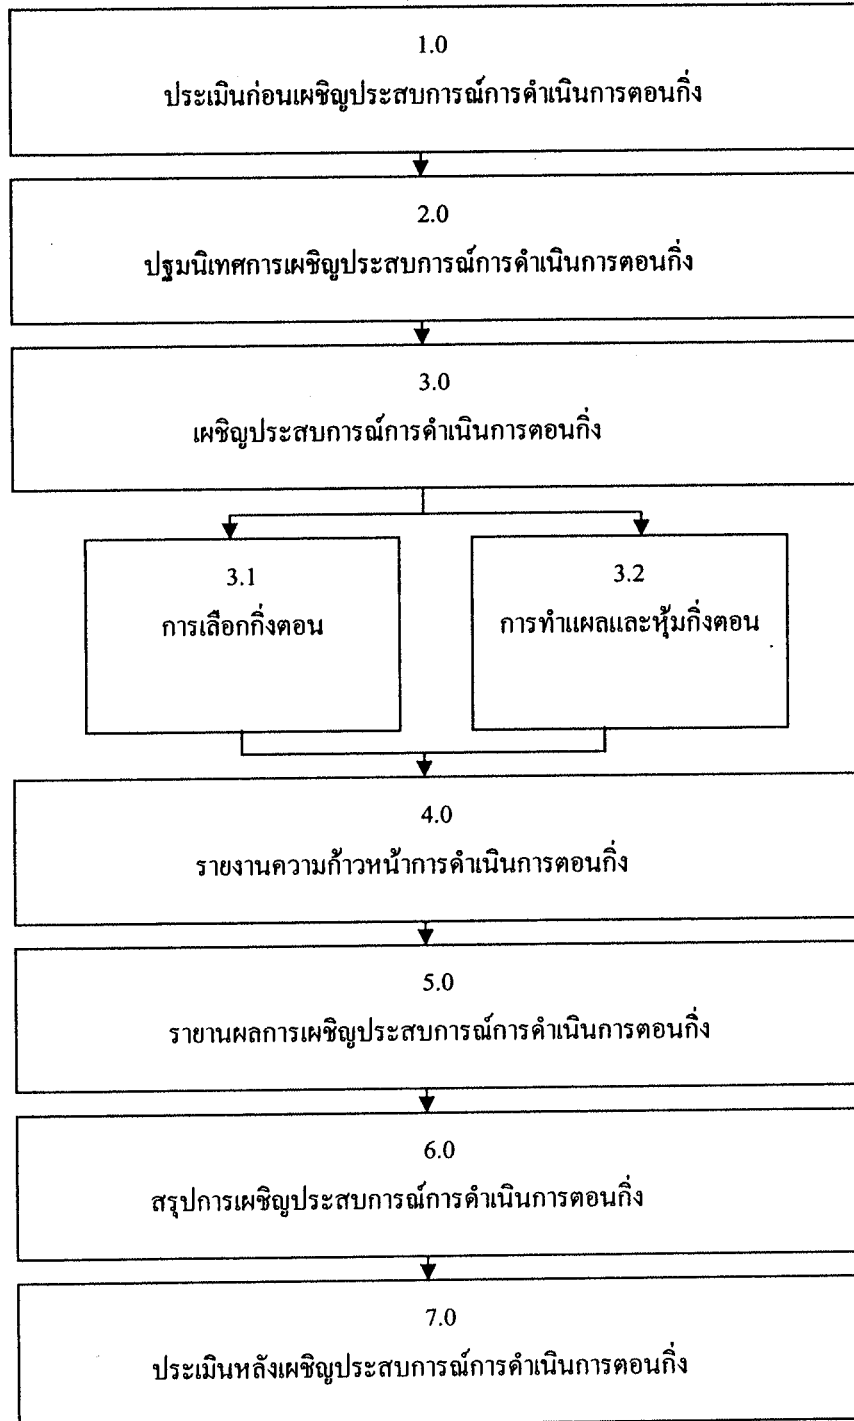 1.0
ประเมินก่อนเผชิญประสบการณ์การดำเนินการตอนกิ่ง
2.0
ปฐมนิเทศการเผชิญประสบการณ์การดำเนินการตอนกิ่ง
3.0
เผชิญประสบการณ์การดำเนินการตอนกิ่ง
3.1
การเลือกกิ่งตอน
3.2
การทำแผลและหุ้มกิ่งตอน
4.0
รายงานความก้าวหน้าการดำเนินการตอนกิ่ง
5.0
รายานผลการเผชิญประสบการณ์การดำเนินการตอนกิ่ง
6.0
สรุปการเผชิญประสบการณ์การดำเนินการตอนกิ่ง
7.0
ประเมินหลังเผชิญประสบการณ์การดำเนินการตอนกิ่ง